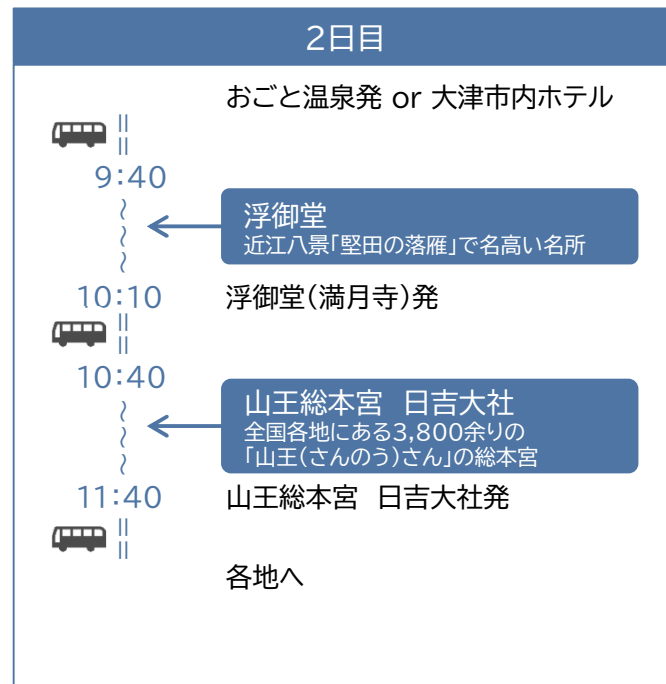 2日目
おごと温泉発 or 大津市内ホテル
9:40
浮御堂
近江八景「堅田の落雁」で名高い名所
10:10 浮御堂(満月寺)発
10:40
山王総本宮　日吉大社
全国各地にある3,800余りの
「山王(さんのう)さん」の総本宮
11:40 山王総本宮　日吉大社発
各地へ